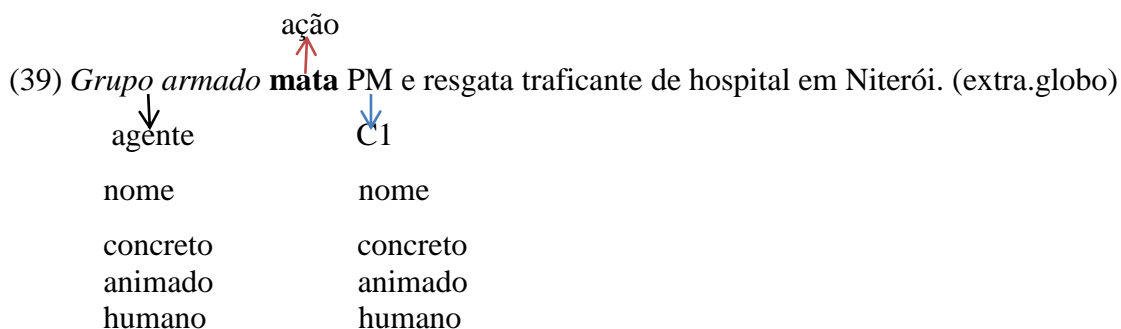 ação
(39) Grupo armado mata PM e resgata traficante de hospital em Niterói. (extra.globo)
agente C1
nome nome
concreto concreto
animado animado
humano humano